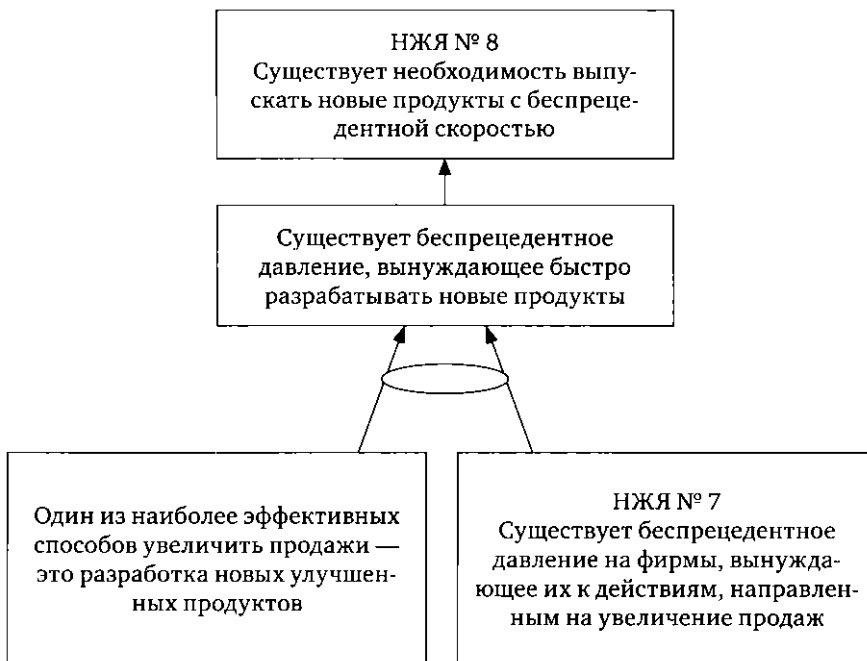 НЖЯ № 8
Существует необходимость выпу-
скать новые продукты с беспреце-
дентной скоростью
Существует беспрецедентное
давление, вынуждающее быстро
разрабатывать новые продукты
Один из наиболее эффективных
способов увеличить продажи —
это разработка новых улучшен-
ных продуктов
НЖЯ № 7
Существует беспрецедентное
давление на фирмы, вынужда-
ющее их к действиям, направлен-
ным на увеличение продаж